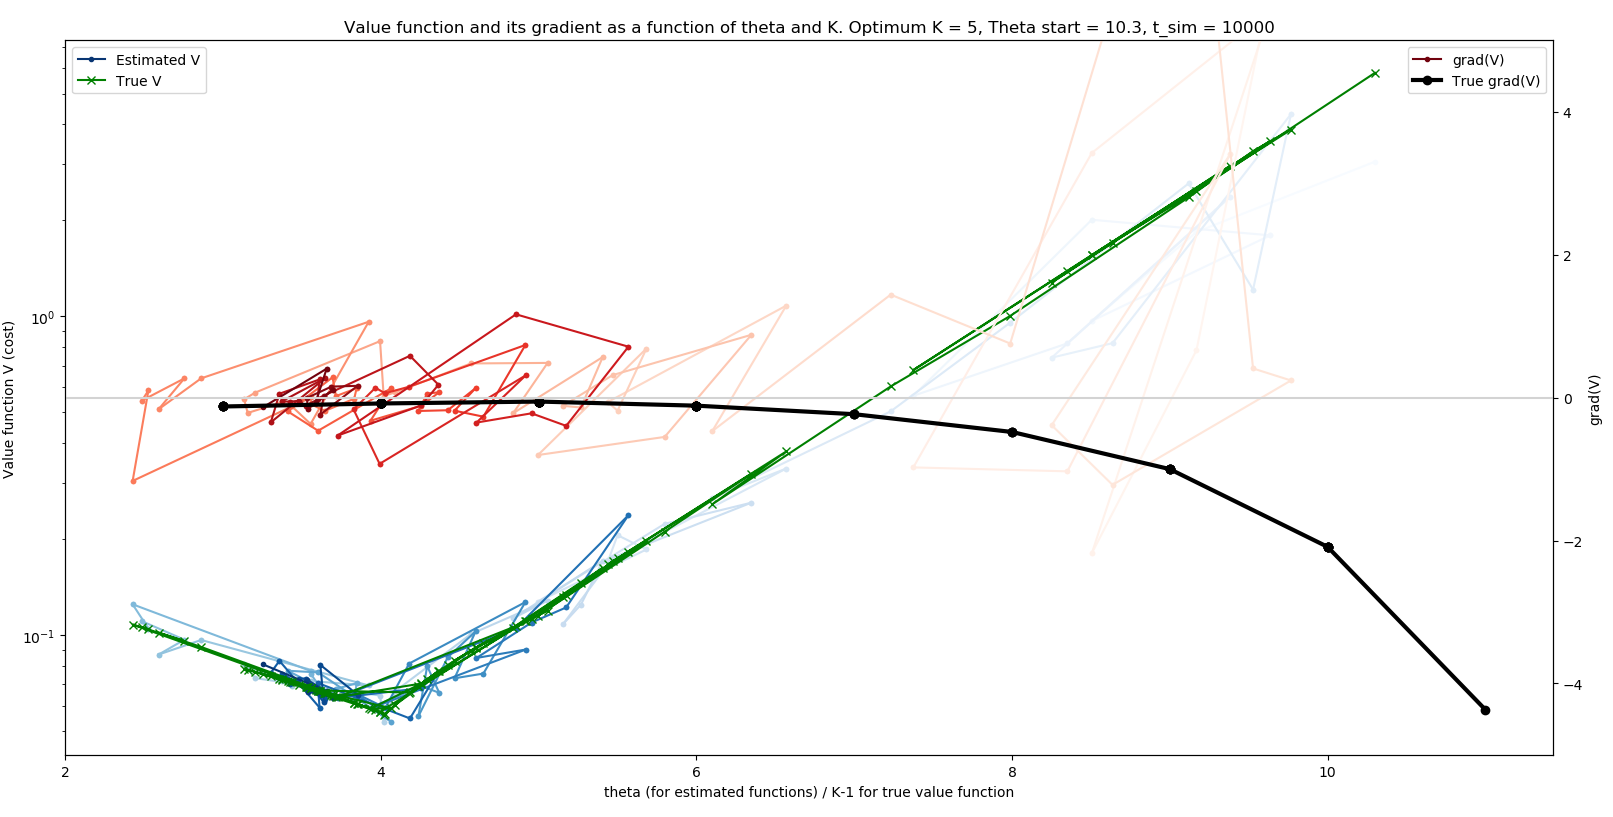 Value function and its gradient as a function of theta and K. Optimum K = 5, Theta start = 10.3, t_sim = 10000
Estimated V
True V
grad(V)
True grad(V)
Value function V (cost)
10⁰
10⁻¹
4
2
0
−2
−4
grad(V)
2
4
6
8
10
theta (for estimated functions) / K-1 for true value function